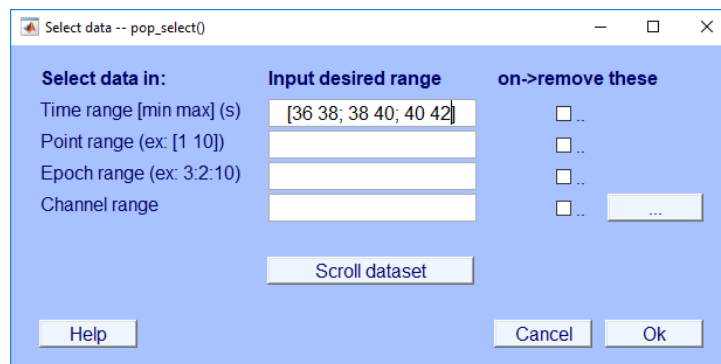 Select data -- pop_select()
Select data in: Input desired range on->remove these
Time range [min max] (s) [36 38; 38 40; 40 42] ..
Point range (ex: [1 10]) ..
Epoch range (ex: 3:2:10) ..
Channel range .. ...
Scroll dataset
Help Cancel Ok